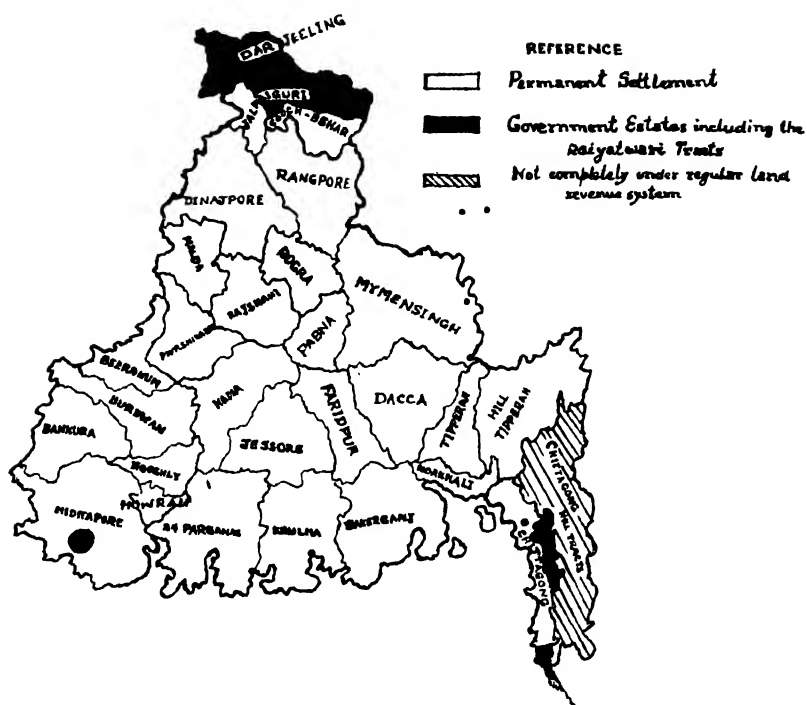 DARJEELING
REFERENCE
Permanent Settlement
Government Estates including the
Raiyatwari Tracts
Not completely under regular land
revenue system
JALPAIGURI
COOCH-BEHAR
RANGPORE
DINAJPORE
MALDA
BOGRA
RAJSHAHI
MYMENSINGH
PABNA
MURSHIDABAD
BEERBHUM
BURDWAN
NADIA
FARIDPUR
DACCA
TIPPERAH
HILL
TIPPERAH
BANKURA
JESSORE
HOOGHLY
NOAKHALI
CHITTAGONG
HILL TRACTS
HOWRAH
MIDNAPORE
24 PARGANAS
KHULNA
BAKERGANJ
CHITTAGONG